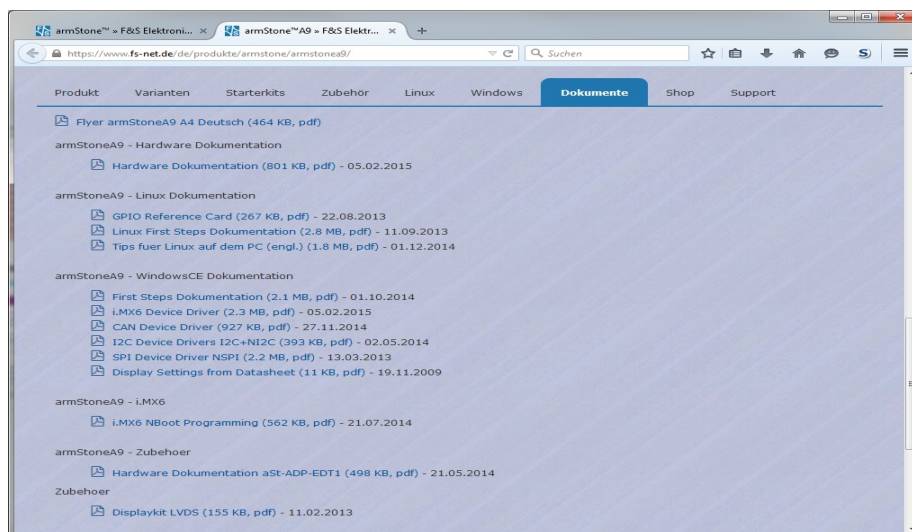 armStone™ » F&S Elektroni...
armStone™A9 » F&S Elektr...
https://www.fs-net.de/de/produkte/armstone/armstonea9/
Suchen
Produkt Varianten Starterkits Zubehör Linux Windows Dokumente Shop Support
Flyer armStoneA9 A4 Deutsch (464 KB, pdf)
armStoneA9 - Hardware Dokumentation
Hardware Dokumentation (801 KB, pdf) - 05.02.2015
armStoneA9 - Linux Dokumentation
GPIO Reference Card (267 KB, pdf) - 22.08.2013
Linux First Steps Dokumentation (2.8 MB, pdf) - 11.09.2013
Tips fuer Linux auf dem PC (engl.) (1.8 MB, pdf) - 01.12.2014
armStoneA9 - WindowsCE Dokumentation
First Steps Dokumentation (2.1 MB, pdf) - 01.10.2014
i.MX6 Device Driver (2.3 MB, pdf) - 05.02.2015
CAN Device Driver (927 KB, pdf) - 27.11.2014
I2C Device Drivers I2C+NI2C (393 KB, pdf) - 02.05.2014
SPI Device Driver NSPI (2.2 MB, pdf) - 13.03.2013
Display Settings from Datasheet (11 KB, pdf) - 19.11.2009
armStoneA9 - i.MX6
i.MX6 NBoot Programming (562 KB, pdf) - 21.07.2014
armStoneA9 - Zubehoer
Hardware Dokumentation aSt-ADP-EDT1 (498 KB, pdf) - 21.05.2014
Zubehoer
Displaykit LVDS (155 KB, pdf) - 11.02.2013